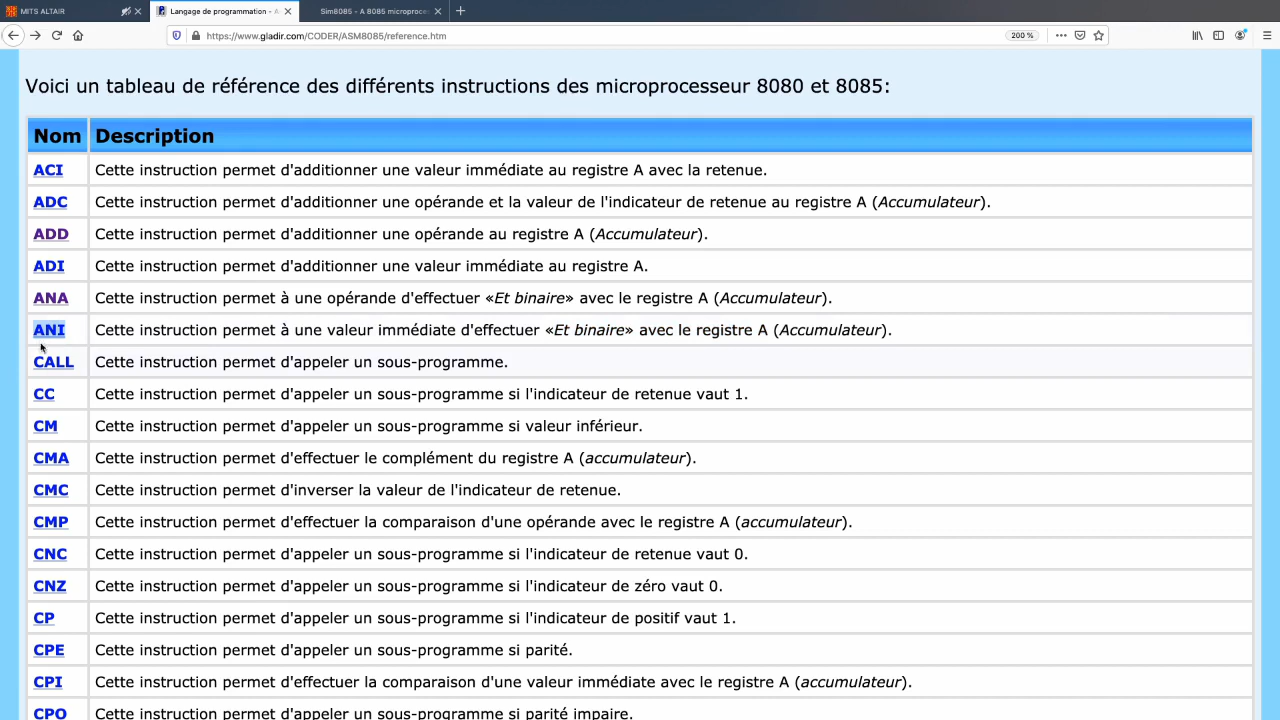 MITS ALTAIR
Langage de programmation - A
Sim8085 - A 8085 microproce
https://www.gladir.com/CODER/ASM8085/reference.htm
200 %
Voici un tableau de référence des différents instructions des microprocesseur 8080 et 8085:
Nom Description
ACI Cette instruction permet d'additionner une valeur immédiate au registre A avec la retenue.
ADC Cette instruction permet d'additionner une opérande et la valeur de l'indicateur de retenue au registre A (Accumulateur).
ADD Cette instruction permet d'additionner une opérande au registre A (Accumulateur).
ADI Cette instruction permet d'additionner une valeur immédiate au registre A.
ANA Cette instruction permet à une opérande d'effectuer «Et binaire» avec le registre A (Accumulateur).
ANI Cette instruction permet à une valeur immédiate d'effectuer «Et binaire» avec le registre A (Accumulateur).
CALL Cette instruction permet d'appeler un sous-programme.
CC Cette instruction permet d'appeler un sous-programme si l'indicateur de retenue vaut 1.
CM Cette instruction permet d'appeler un sous-programme si valeur inférieur.
CMA Cette instruction permet d'effectuer le complément du registre A (accumulateur).
CMC Cette instruction permet d'inverser la valeur de l'indicateur de retenue.
CMP Cette instruction permet d'effectuer la comparaison d'une opérande avec le registre A (accumulateur).
CNC Cette instruction permet d'appeler un sous-programme si l'indicateur de retenue vaut 0.
CNZ Cette instruction permet d'appeler un sous-programme si l'indicateur de zéro vaut 0.
CP Cette instruction permet d'appeler un sous-programme si l'indicateur de positif vaut 1.
CPE Cette instruction permet d'appeler un sous-programme si parité.
CPI Cette instruction permet d'effectuer la comparaison d'une valeur immédiate avec le registre A (accumulateur).
CPO Cette instruction permet d'appeler un sous-programme si parité impaire.